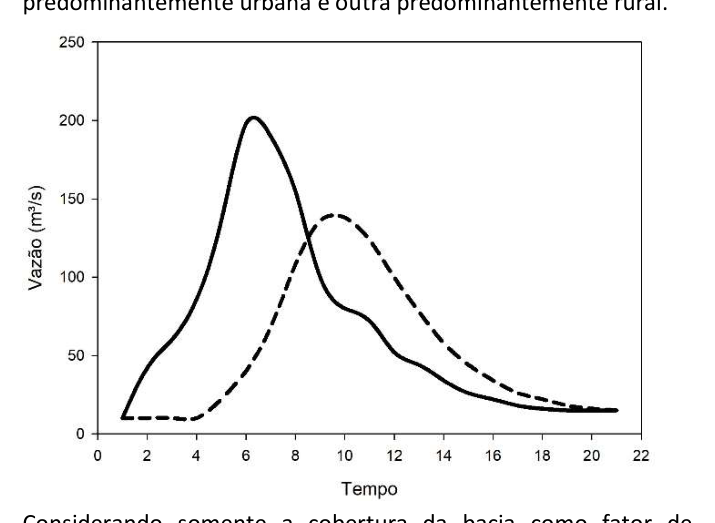 predominantemente urbana e outra predominantemente rural.
250
200
150
100
50
0
Vazão (m³/s)
0 2 4 6 8 10 12 14 16 18 20 22
Tempo
Considerando somente a cobertura da bacia como fator de